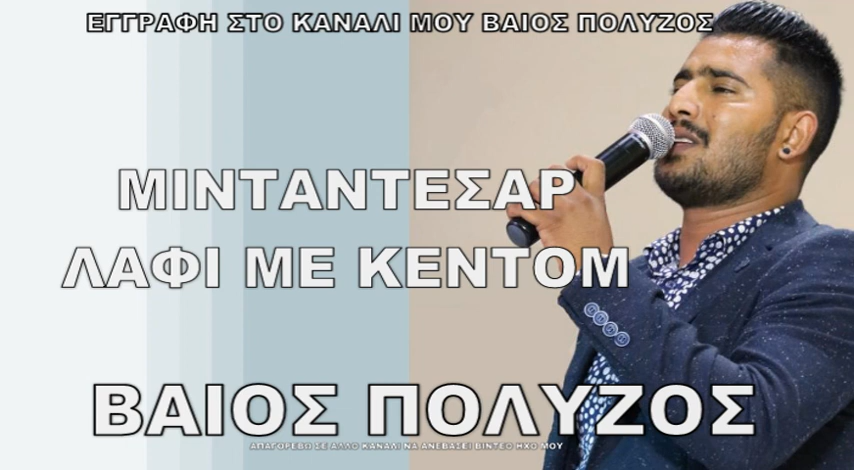 ΕΓΓΡΑΦΗ ΣΤΟ ΚΑΝΑΛΙ ΜΟΥ ΒΑΙΟΣ ΠΟΛΥΖΟΣ
ΜΙΝΤΑΝΤΕΣΑΡ
ΛΑΦΙ ΜΕ ΚΕΝΤΟΜ
ΒΑΙΟΣ ΠΟΛΥΖΟΣ
ΑΠΑΓΟΡΕΒΩ ΣΕ ΑΛΛΟ ΚΑΝΑΛΙ ΝΑ ΑΝΕΒΑΣΕΙ ΒΙΝΤΕΟ ΗΧΟ ΜΟΥ